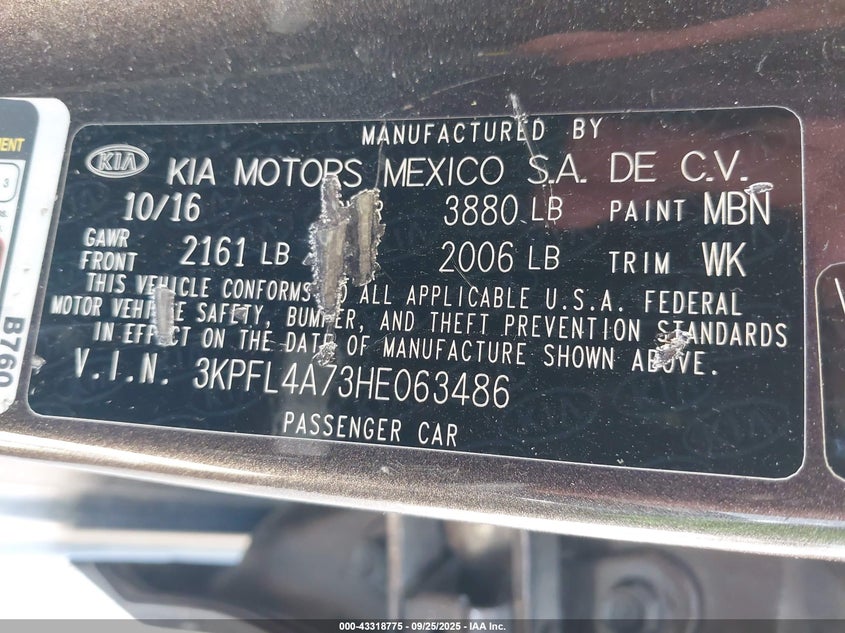 MANUFACTURED BY
KIA KIA MOTORS MEXICO S.A. DE C.V.
10/16 3880 LB PAINT MBN
GAWR
FRONT 2161 LB 2006 LB TRIM WK
THIS VEHICLE CONFORMS TO ALL APPLICABLE U.S.A. FEDERAL
MOTOR VEHICLE SAFETY, BUMPER, AND THEFT PREVENTION STANDARDS
IN EFFECT ON THE DATE OF MANUFACTURE SHOWN ABOVE.
V.I.N. 3KPFL4A73HE063486
PASSENGER CAR
B760
000-43318775 - 09/25/2025 - IAA Inc.